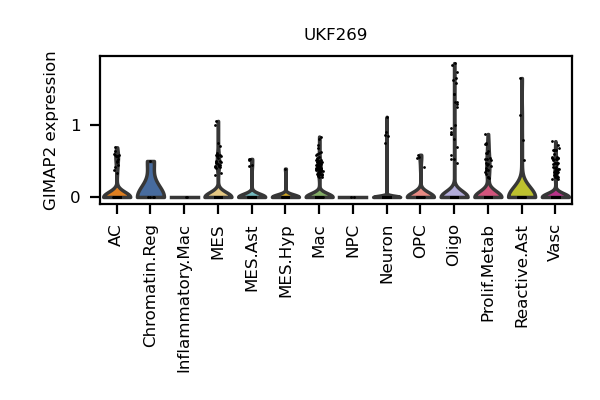 UKF269
GIMAP2 expression
1
0
AC
Chromatin.Reg
Inflammatory.Mac
MES
MES.Ast
MES.Hyp
Mac
NPC
Neuron
OPC
Oligo
Prolif.Metab
Reactive.Ast
Vasc